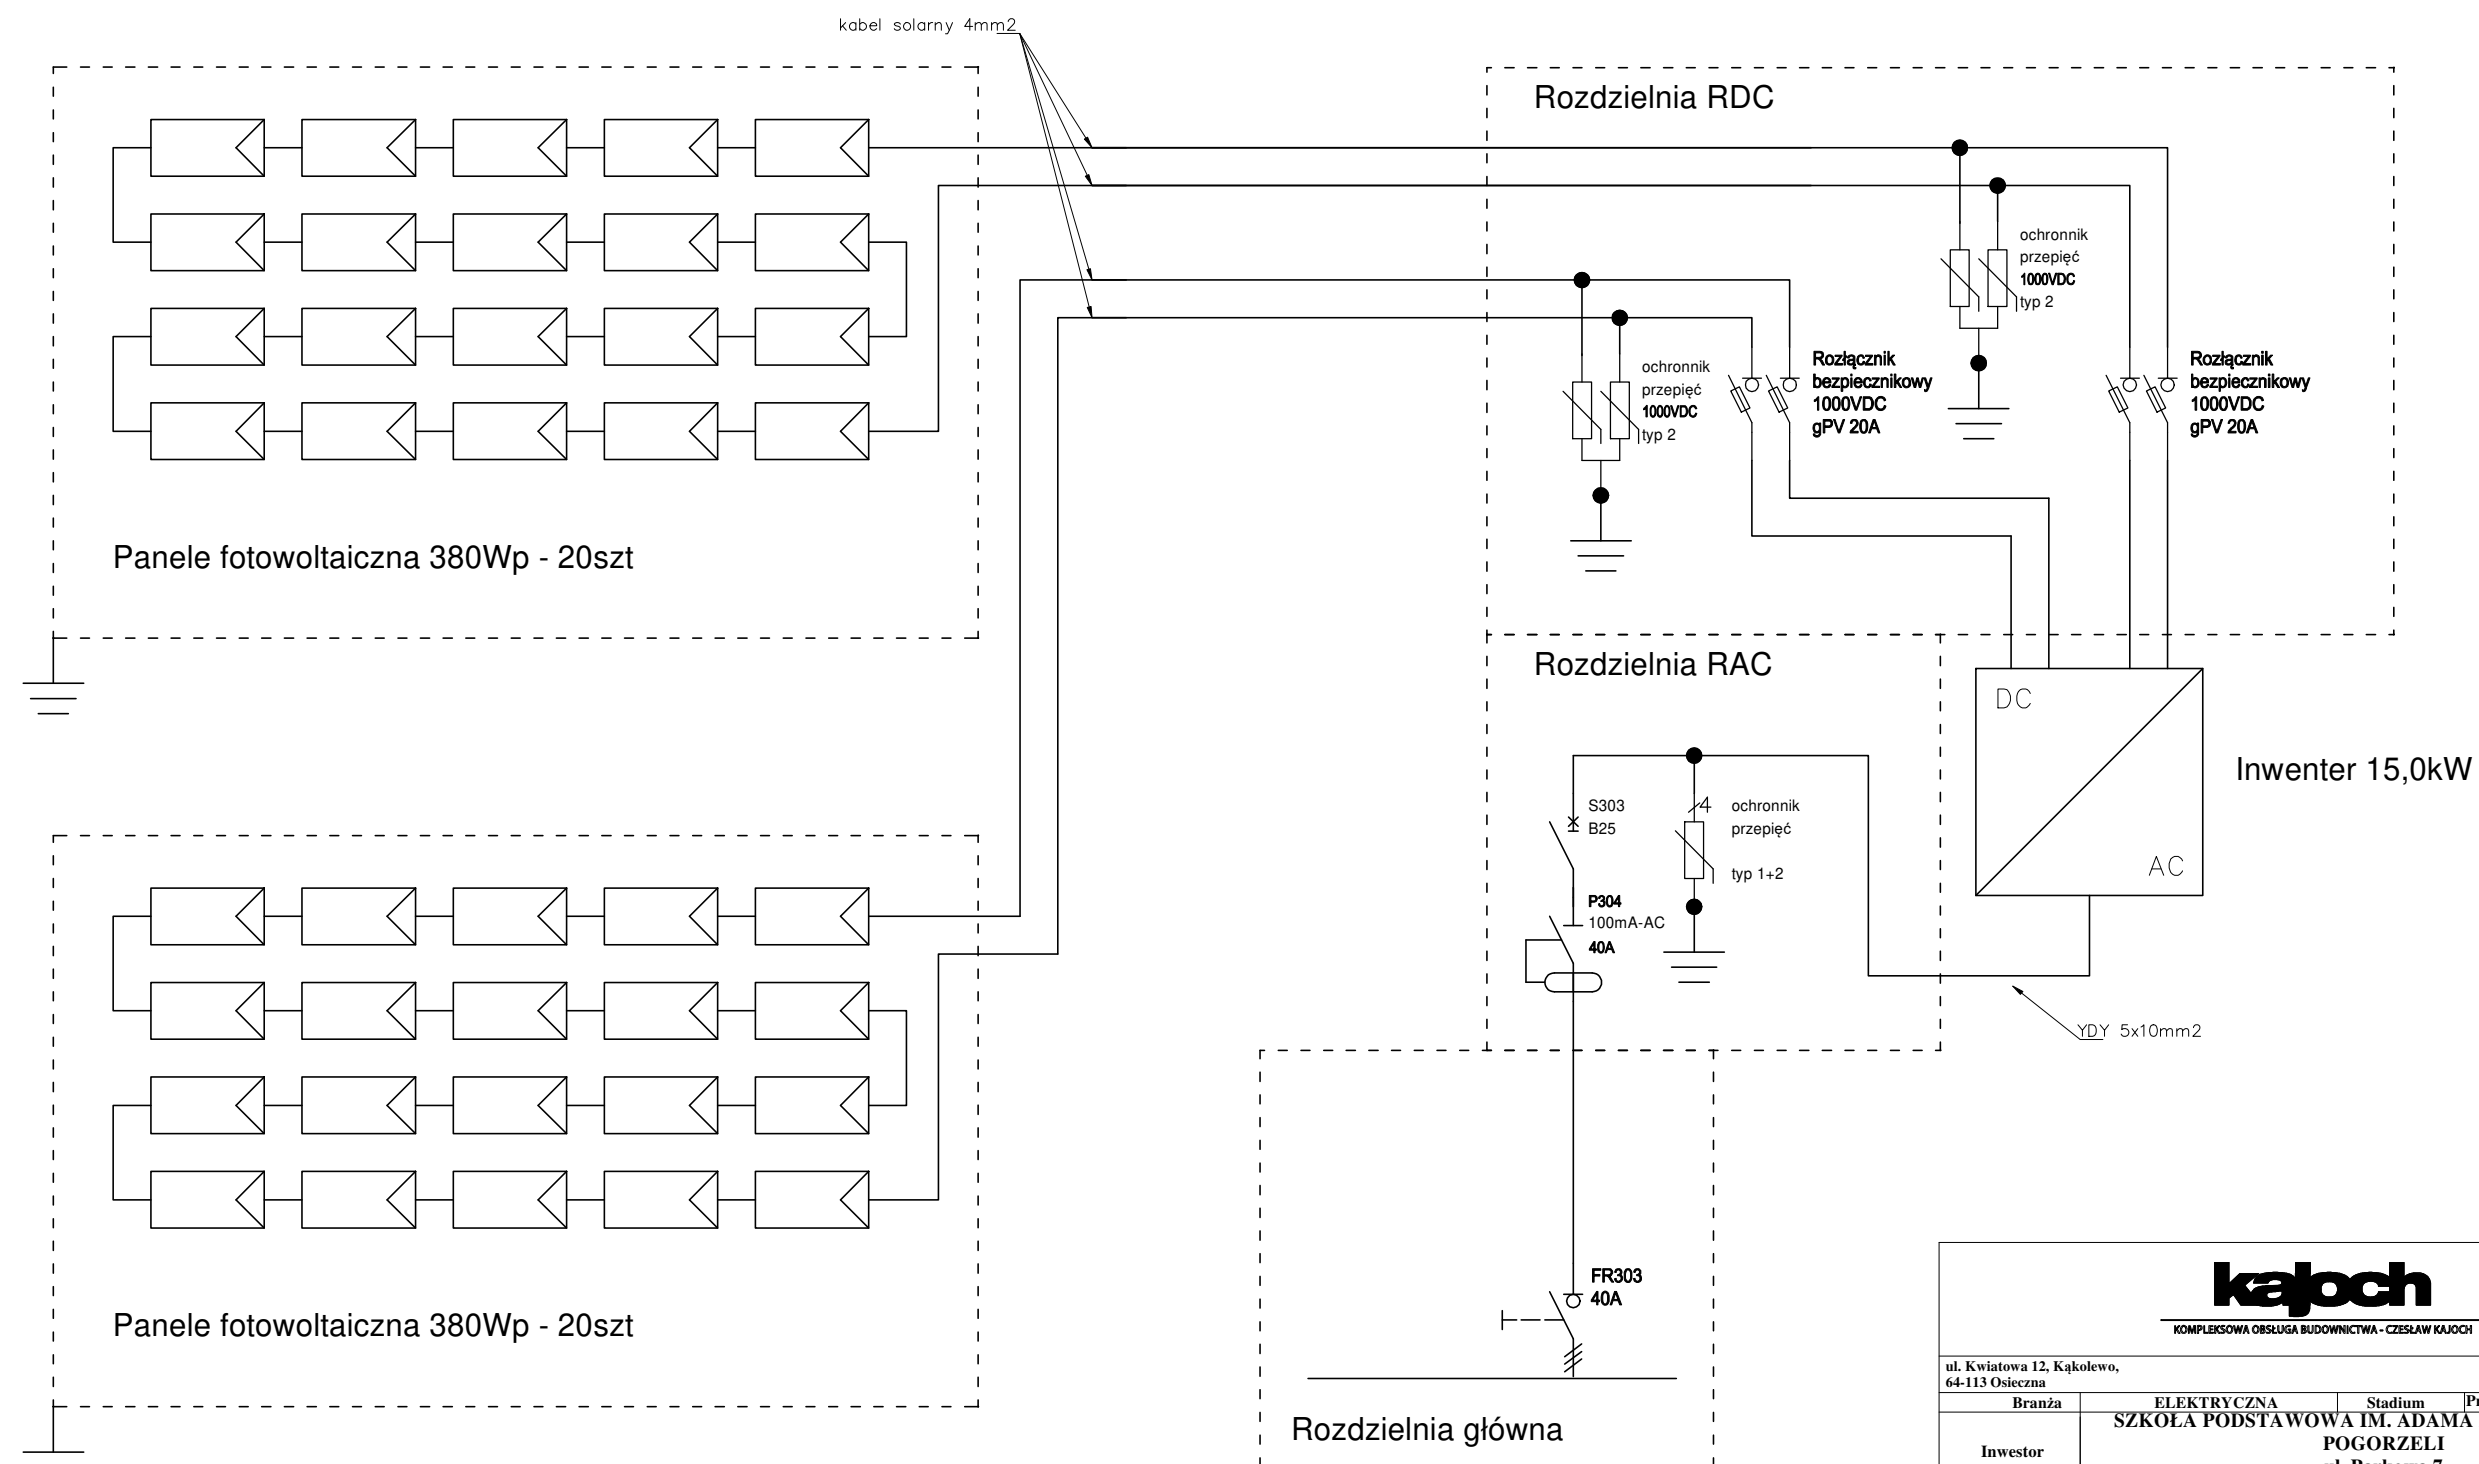 kabel solarny 4mm2
Rozdzielnia RDC
ochronnik
przepięć
1000VDC
typ 2
ochronnik
przepięć
1000VDC
typ 2
Rozłącznik
bezpiecznikowy
1000VDC
gPV 20A
Rozłącznik
bezpiecznikowy
1000VDC
gPV 20A
Panele fotowoltaiczna 380Wp - 20szt
Rozdzielnia RAC
DC
AC
Inwenter 15,0kW
S303
B25
4
ochronnik
przepięć
typ 1+2
P304
100mA-AC
40A
YDY 5x10mm2
Panele fotowoltaiczna 380Wp - 20szt
FR303
40A
Rozdzielnia główna
kajoch
KOMPLEKSOWA OBSŁUGA BUDOWNICTWA - CZESŁAW KAJOCH
ul. Kwiatowa 12, Kąkolewo,
64-113 Osieczna
Branża ELEKTRYCZNA Stadium
SZKOŁA PODSTAWOWA IM. ADAMA
POGORZELI
Inwestor